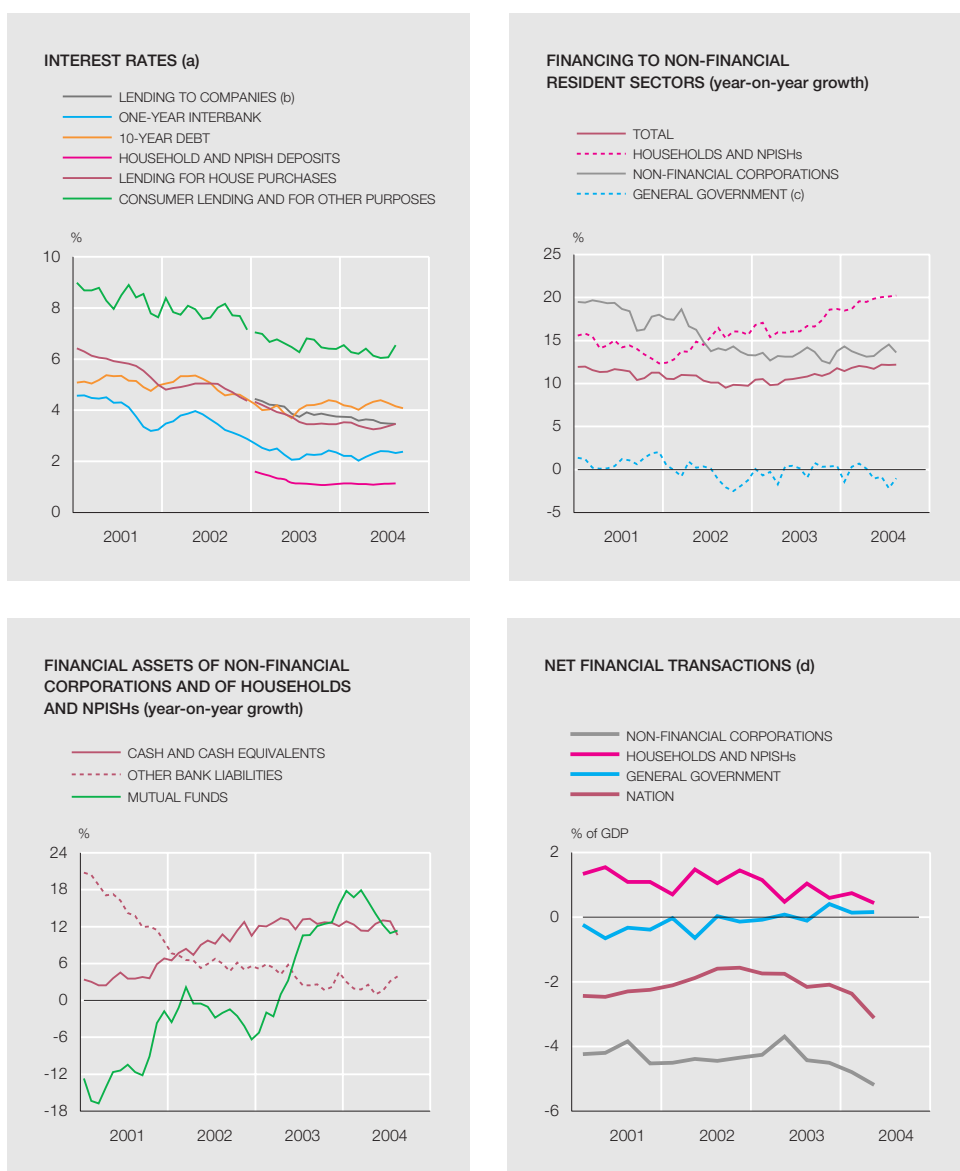 INTEREST RATES (a)
LENDING TO COMPANIES (b)
ONE-YEAR INTERBANK
10-YEAR DEBT
HOUSEHOLD AND NPISH DEPOSITS
LENDING FOR HOUSE PURCHASES
CONSUMER LENDING AND FOR OTHER PURPOSES
%
10
8
6
4
2
0
2001 2002 2003 2004
FINANCING TO NON-FINANCIAL
RESIDENT SECTORS (year-on-year growth)
TOTAL
HOUSEHOLDS AND NPISHs
NON-FINANCIAL CORPORATIONS
GENERAL GOVERNMENT (c)
%
25
20
15
10
5
0
-5
2001 2002 2003 2004
FINANCIAL ASSETS OF NON-FINANCIAL
CORPORATIONS AND OF HOUSEHOLDS
AND NPISHs (year-on-year growth)
CASH AND CASH EQUIVALENTS
OTHER BANK LIABILITIES
MUTUAL FUNDS
%
24
18
12
6
0
-6
-12
-18
2001 2002 2003 2004
NET FINANCIAL TRANSACTIONS (d)
NON-FINANCIAL CORPORATIONS
HOUSEHOLDS AND NPISHs
GENERAL GOVERNMENT
NATION
% of GDP
2
0
-2
-4
-6
2001 2002 2003 2004